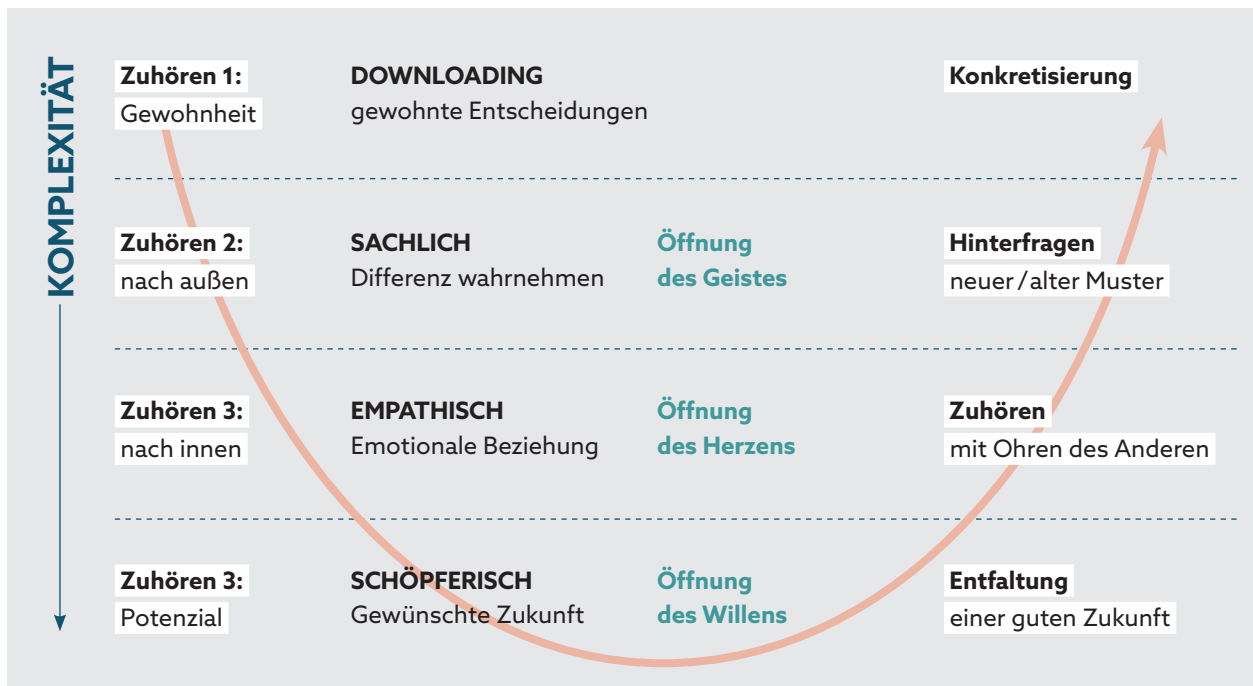 KOMPLEXITÄT
Zuhören 1:
Gewohnheit
DOWNLOADING
gewohnte Entscheidungen
Konkretisierung
Zuhören 2:
nach außen
SACHLICH
Differenz wahrnehmen
Öffnung
des Geistes
Hinterfragen
neuer/alter Muster
Zuhören 3:
nach innen
EMPATHISCH
Emotionale Beziehung
Öffnung
des Herzens
Zuhören
mit Ohren des Anderen
Zuhören 3:
Potenzial
SCHÖPFERISCH
Gewünschte Zukunft
Öffnung
des Willens
Entfaltung
einer guten Zukunft